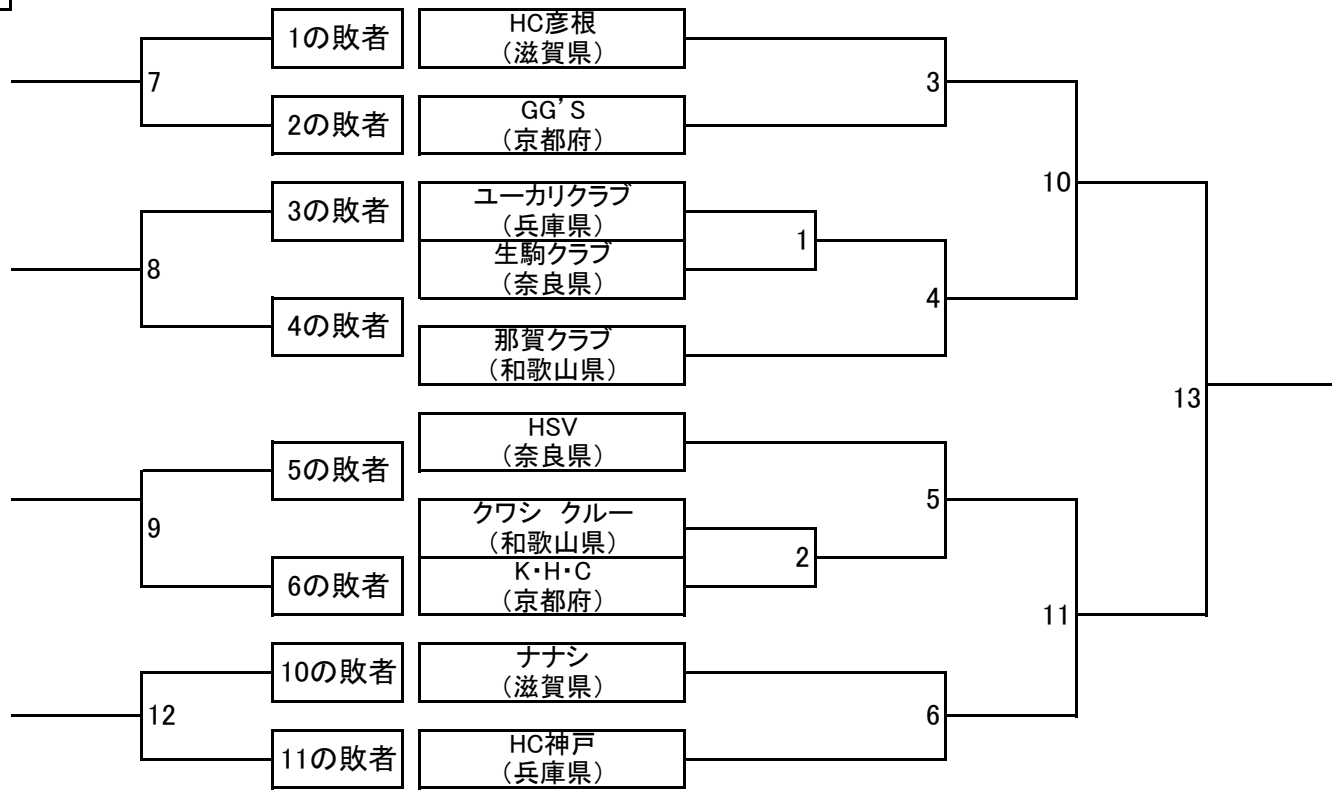 1の敗者
HC彦根
（滋賀県）
7
3
2の敗者
GG'S
（京都府）
3の敗者
ユーカリクラブ
（兵庫県）
10
1
生駒クラブ
（奈良県）
8
4
4の敗者
那賀クラブ
（和歌山県）
13
HSV
（奈良県）
5の敗者
5
クワシ　クルー
（和歌山県）
9
2
6の敗者
K・H・C
（京都府）
11
10の敗者
ナナシ
（滋賀県）
12
6
11の敗者
HC神戸
（兵庫県）